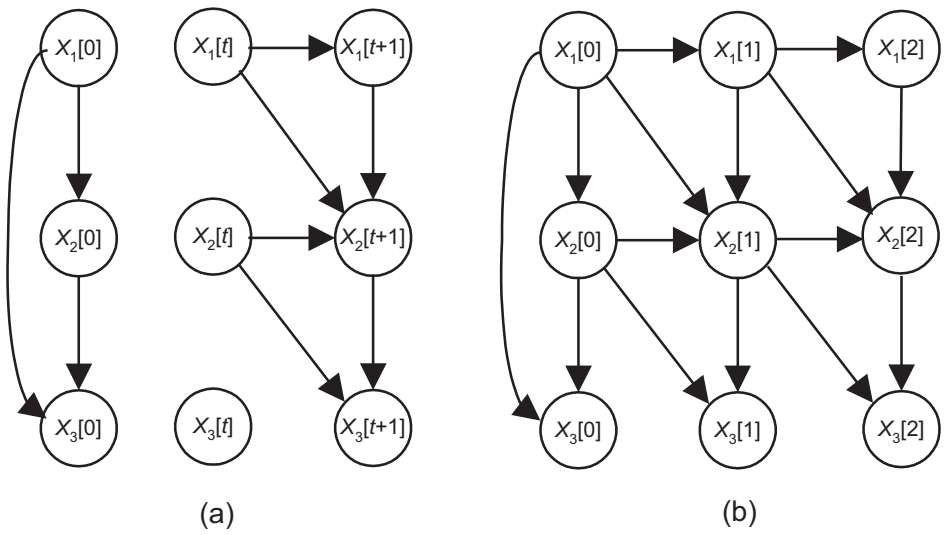 X₁[0] X₁[t] X₁[t+1] X₁[0] X₁[1] X₁[2]
X₂[0] X₂[t] X₂[t+1] X₂[0] X₂[1] X₂[2]
X₃[0] X₃[t] X₃[t+1] X₃[0] X₃[1] X₃[2]
(a) (b)